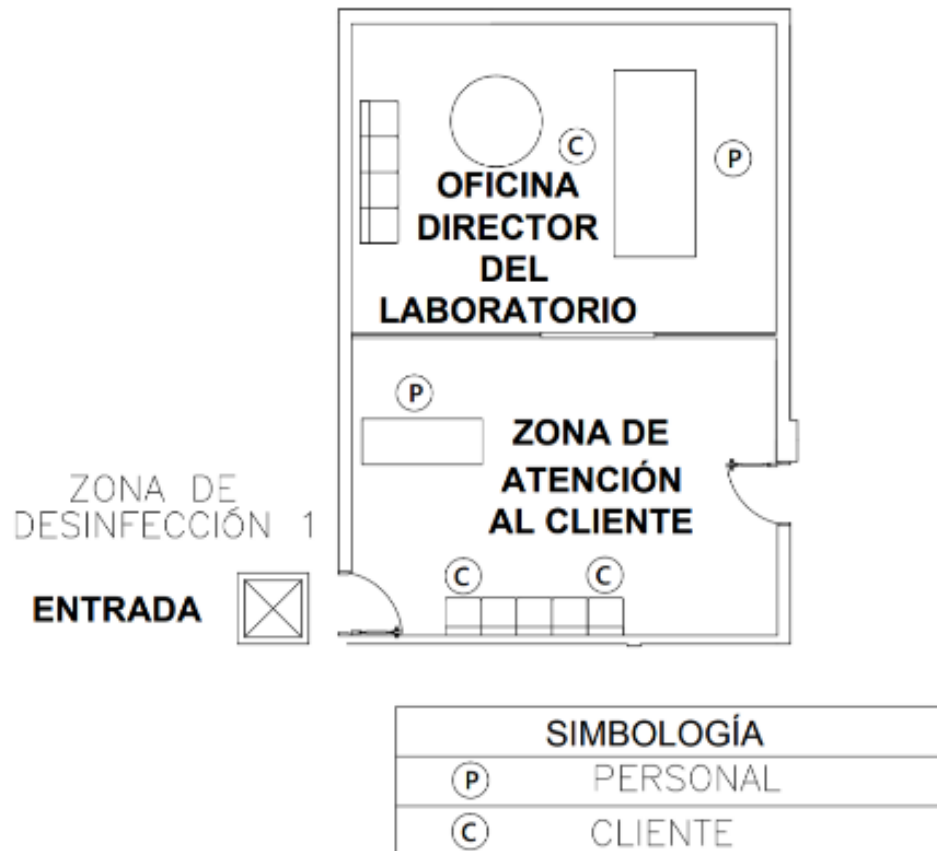 C
P
OFICINA
DIRECTOR
DEL
LABORATORIO
P
ZONA DE
ATENCIÓN
AL CLIENTE
ZONA DE
DESINFECCIÓN 1
ENTRADA
C
C
SIMBOLOGÍA
P PERSONAL
C CLIENTE